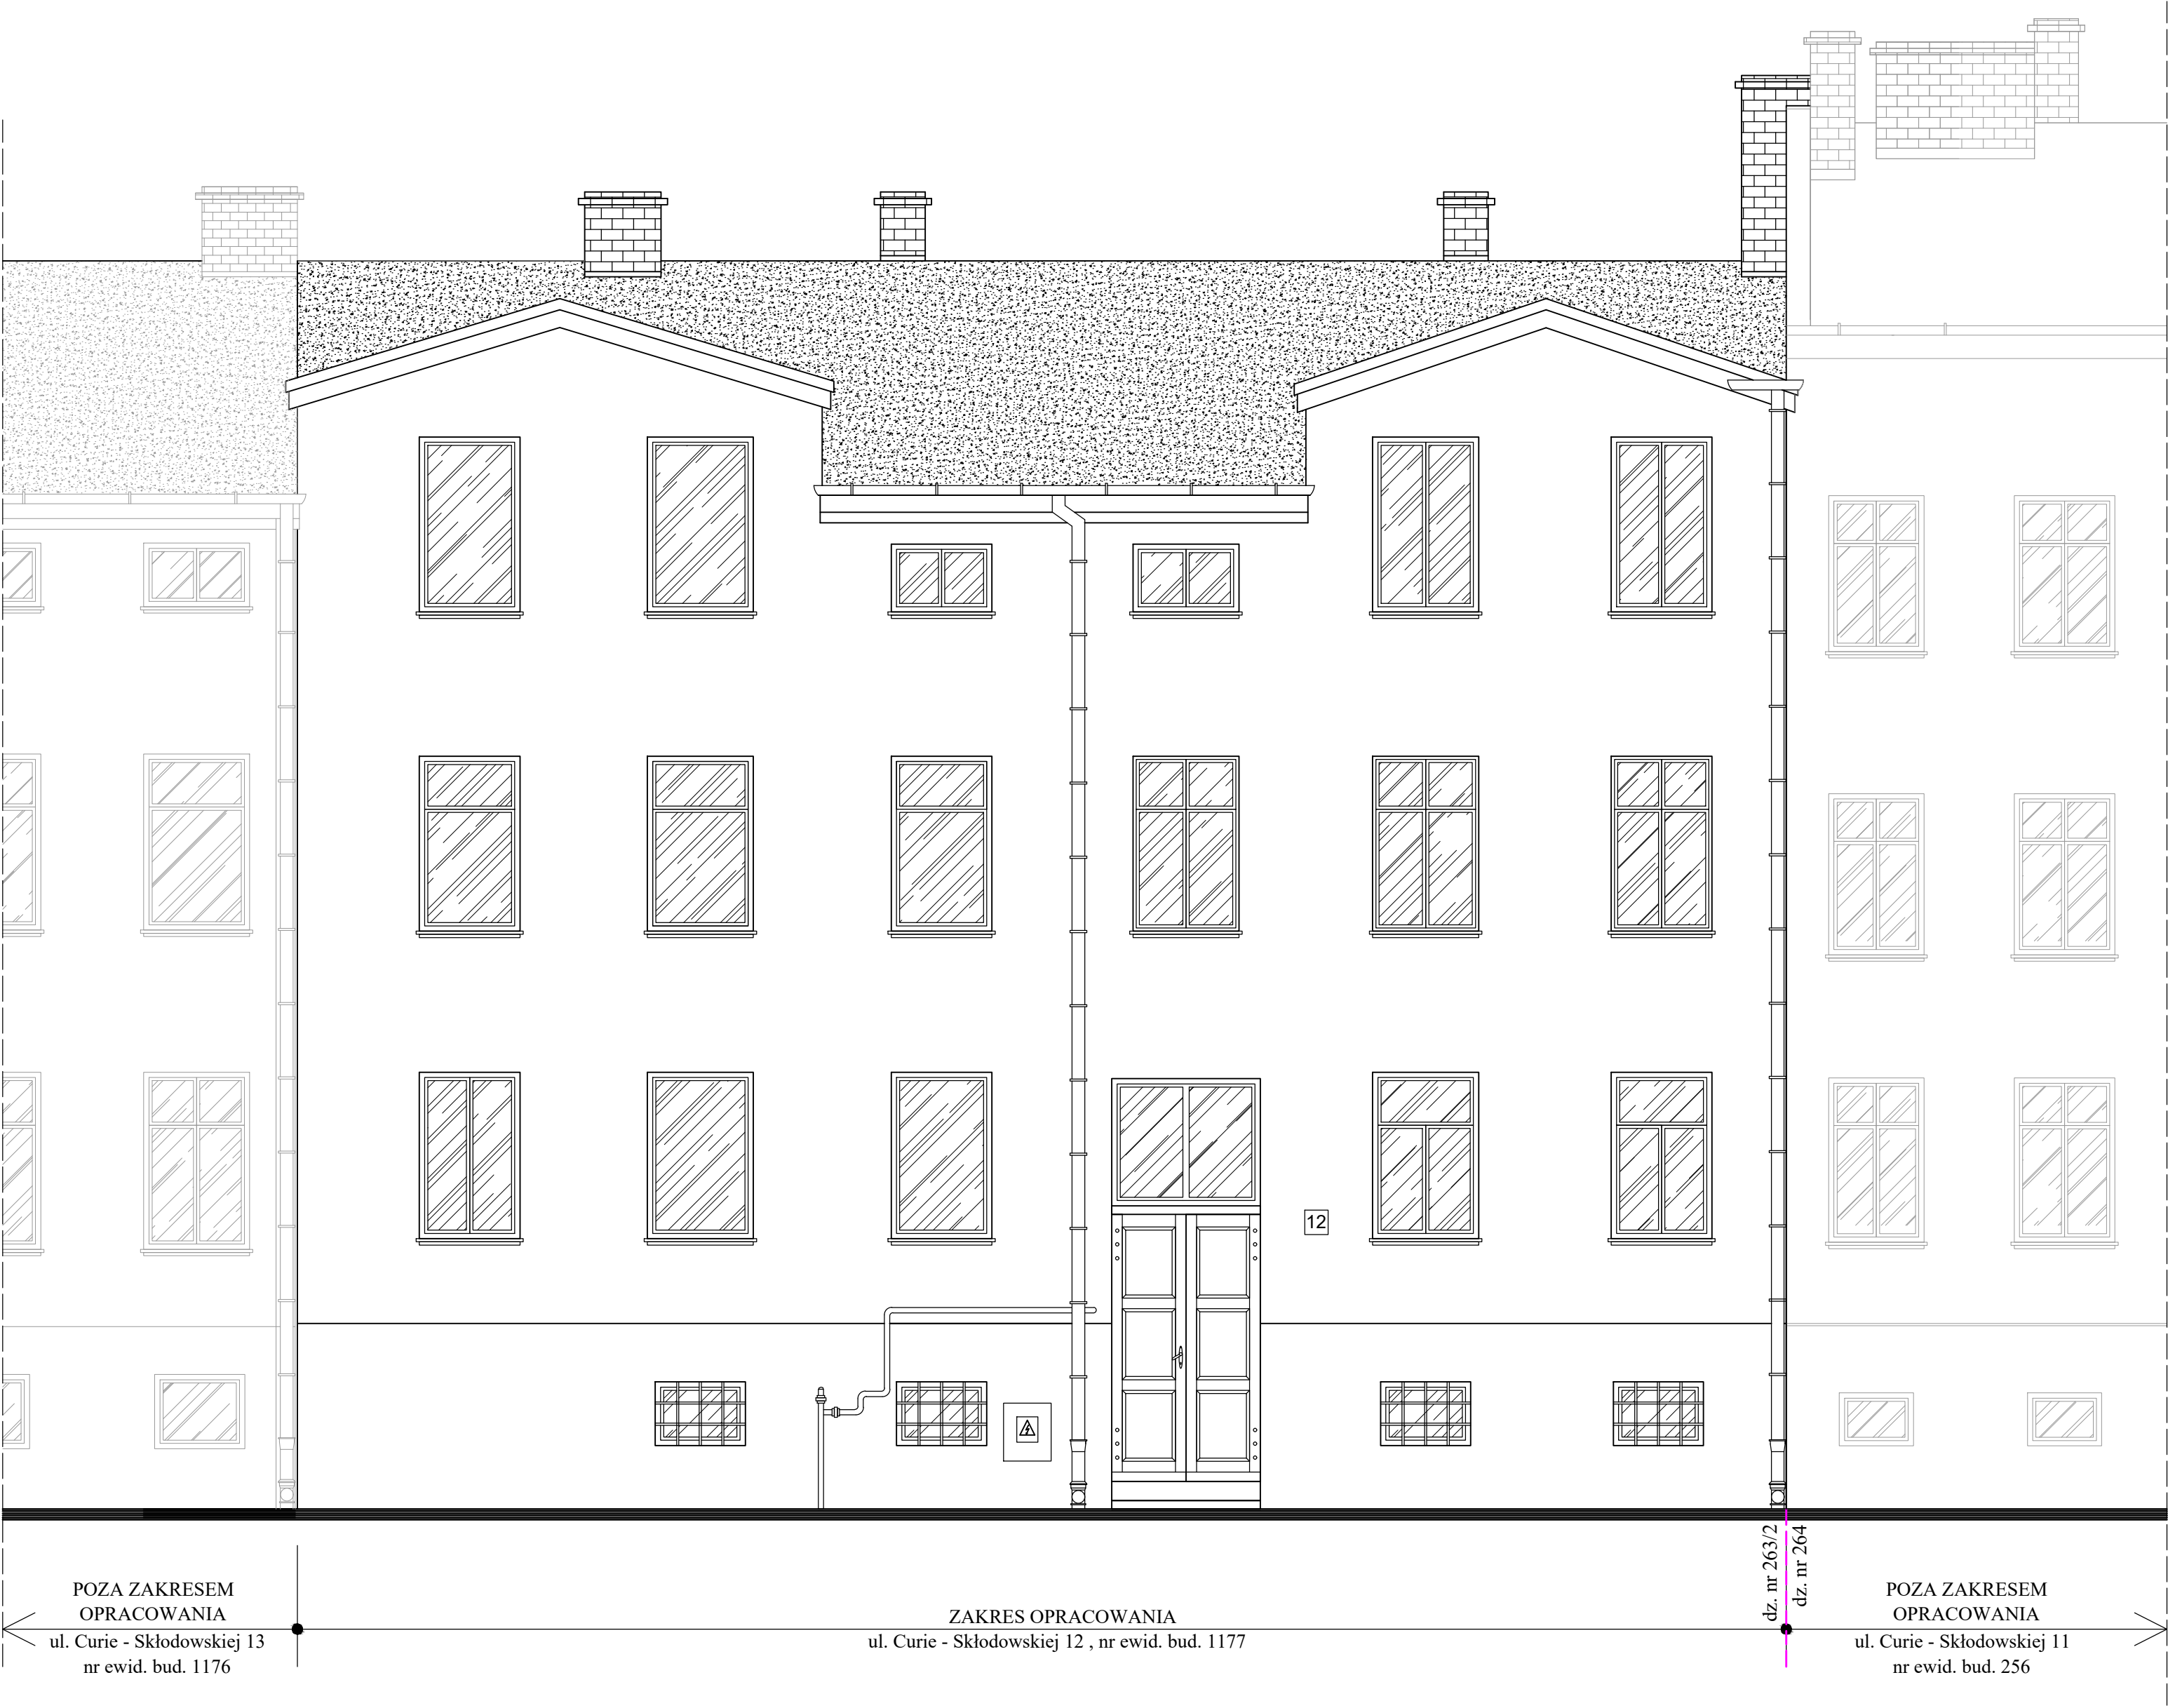 12
dz. nr 263/2
dz. nr 264
POZA ZAKRESEM
OPRACOWANIA
ul. Curie - Skłodowskiej 13
nr ewid. bud. 1176
ZAKRES OPRACOWANIA
ul. Curie - Skłodowskiej 12 , nr ewid. bud. 1177
POZA ZAKRESEM
OPRACOWANIA
ul. Curie - Skłodowskiej 11
nr ewid. bud. 256